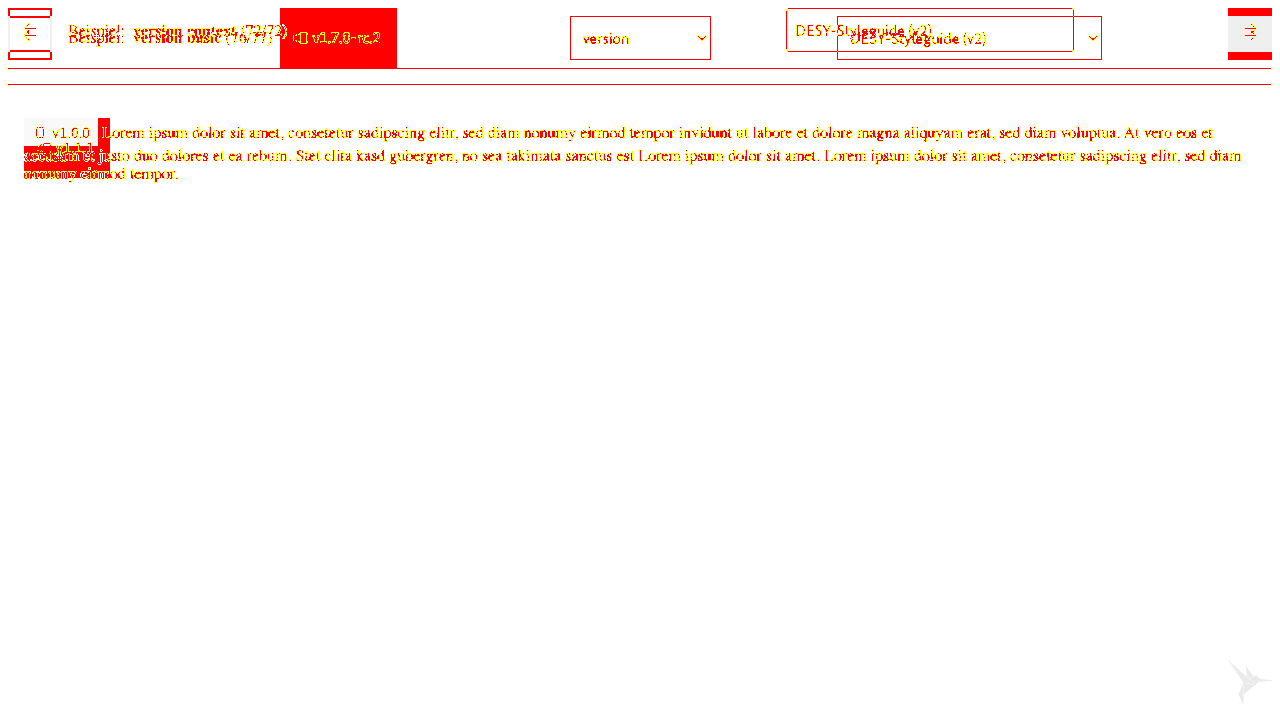 Beispiel: version context (72/72)
Beispiel: version basic (76/77)
v1.7.0-rc.2
version
DESY-Styleguide (v2)
DESY-Styleguide (v2)
v1.0.0 Lorem ipsum dolor sit amet, consetetur sadipscing elitr, sed diam nonumy eirmod tempor invidunt ut labore et dolore magna aliquyam erat, sed diam voluptua. At vero eos et
v1.1.1
accusam et justo duo dolores et ea rebum. Stet clita kasd gubergren, no sea takimata sanctus est Lorem ipsum dolor sit amet. Lorem ipsum dolor sit amet, consetetur sadipscing elitr, sed diam
nonumy eirmod tempor.